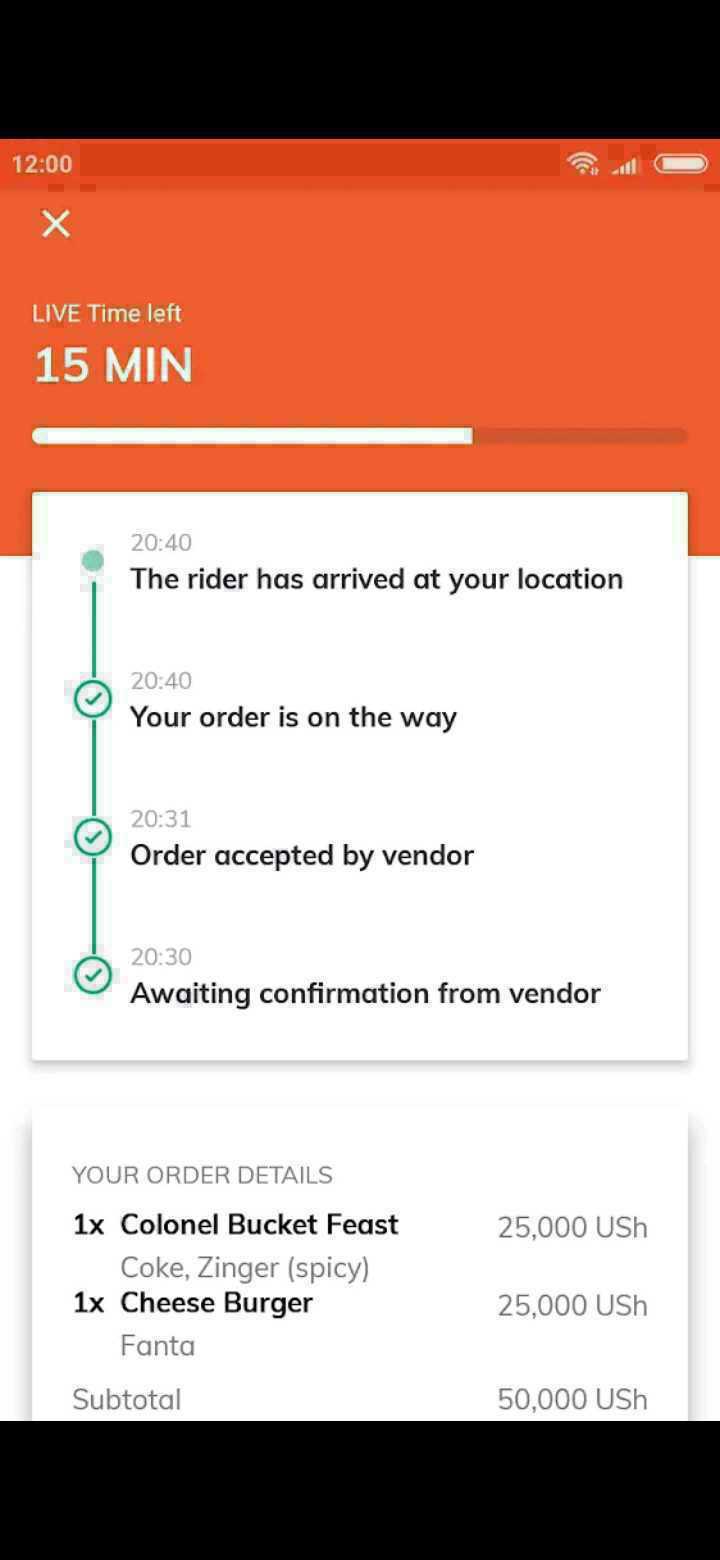 12:00
LIVE Time left
15 MIN
20:40
The rider has arrived at your location
20:40
Your order is on the way
20:31
Order accepted by vendor
20:30
Awaiting confirmation from vendor
YOUR ORDER DETAILS
1x Colonel Bucket Feast 25,000 USh
Coke, Zinger (spicy)
1x Cheese Burger 25,000 USh
Fanta
Subtotal 50,000 USh